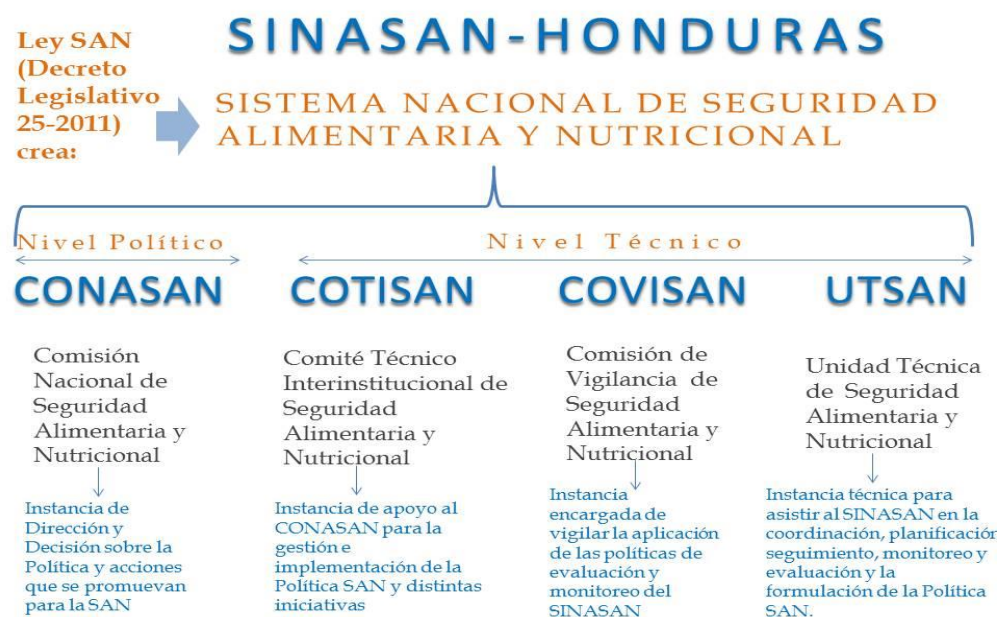 Ley SAN
(Decreto
Legislativo
25-2011)
crea:
SINASAN-HONDURAS
SISTEMA NACIONAL DE SEGURIDAD
ALIMENTARIA Y NUTRICIONAL
Nivel Político
Nivel Técnico
CONASAN
COTISAN
COVISAN
UTSAN
Comisión
Nacional de
Seguridad
Alimentaria y
Nutricional
Comité Técnico
Interinstitucional de
Seguridad
Alimentaria y
Nutricional
Comisión de
Vigilancia de
Seguridad
Alimentaria y
Nutricional
Unidad Técnica
de Seguridad
Alimentaria y
Nutricional
Instancia de
Dirección y
Decisión sobre la
Política y acciones
que se promuevan
para la SAN
Instancia de apoyo al
CONASAN para la
gestión e
implementación de la
Política SAN y distintas
iniciativas
Instancia
encargada de
vigilar la aplicación
de las políticas de
evaluación y
monitoreo del
SINASAN
Instancia técnica para
asistir al SINASAN en la
coordinación, planificación
seguimiento, monitoreo y
evaluación y la
formulación de la Política
SAN.